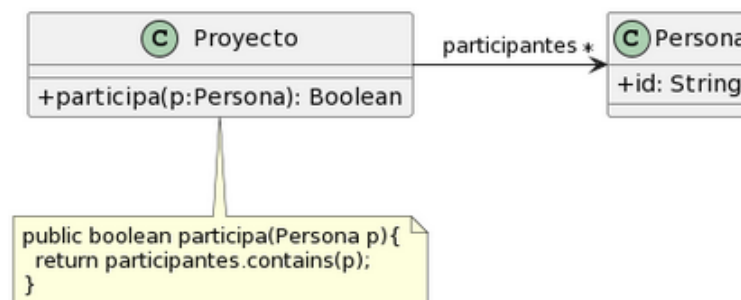 C Proyecto
+participa(p:Persona): Boolean
participantes *
C Persona
+id: String
public boolean participa(Persona p){
return participantes.contains(p);
}